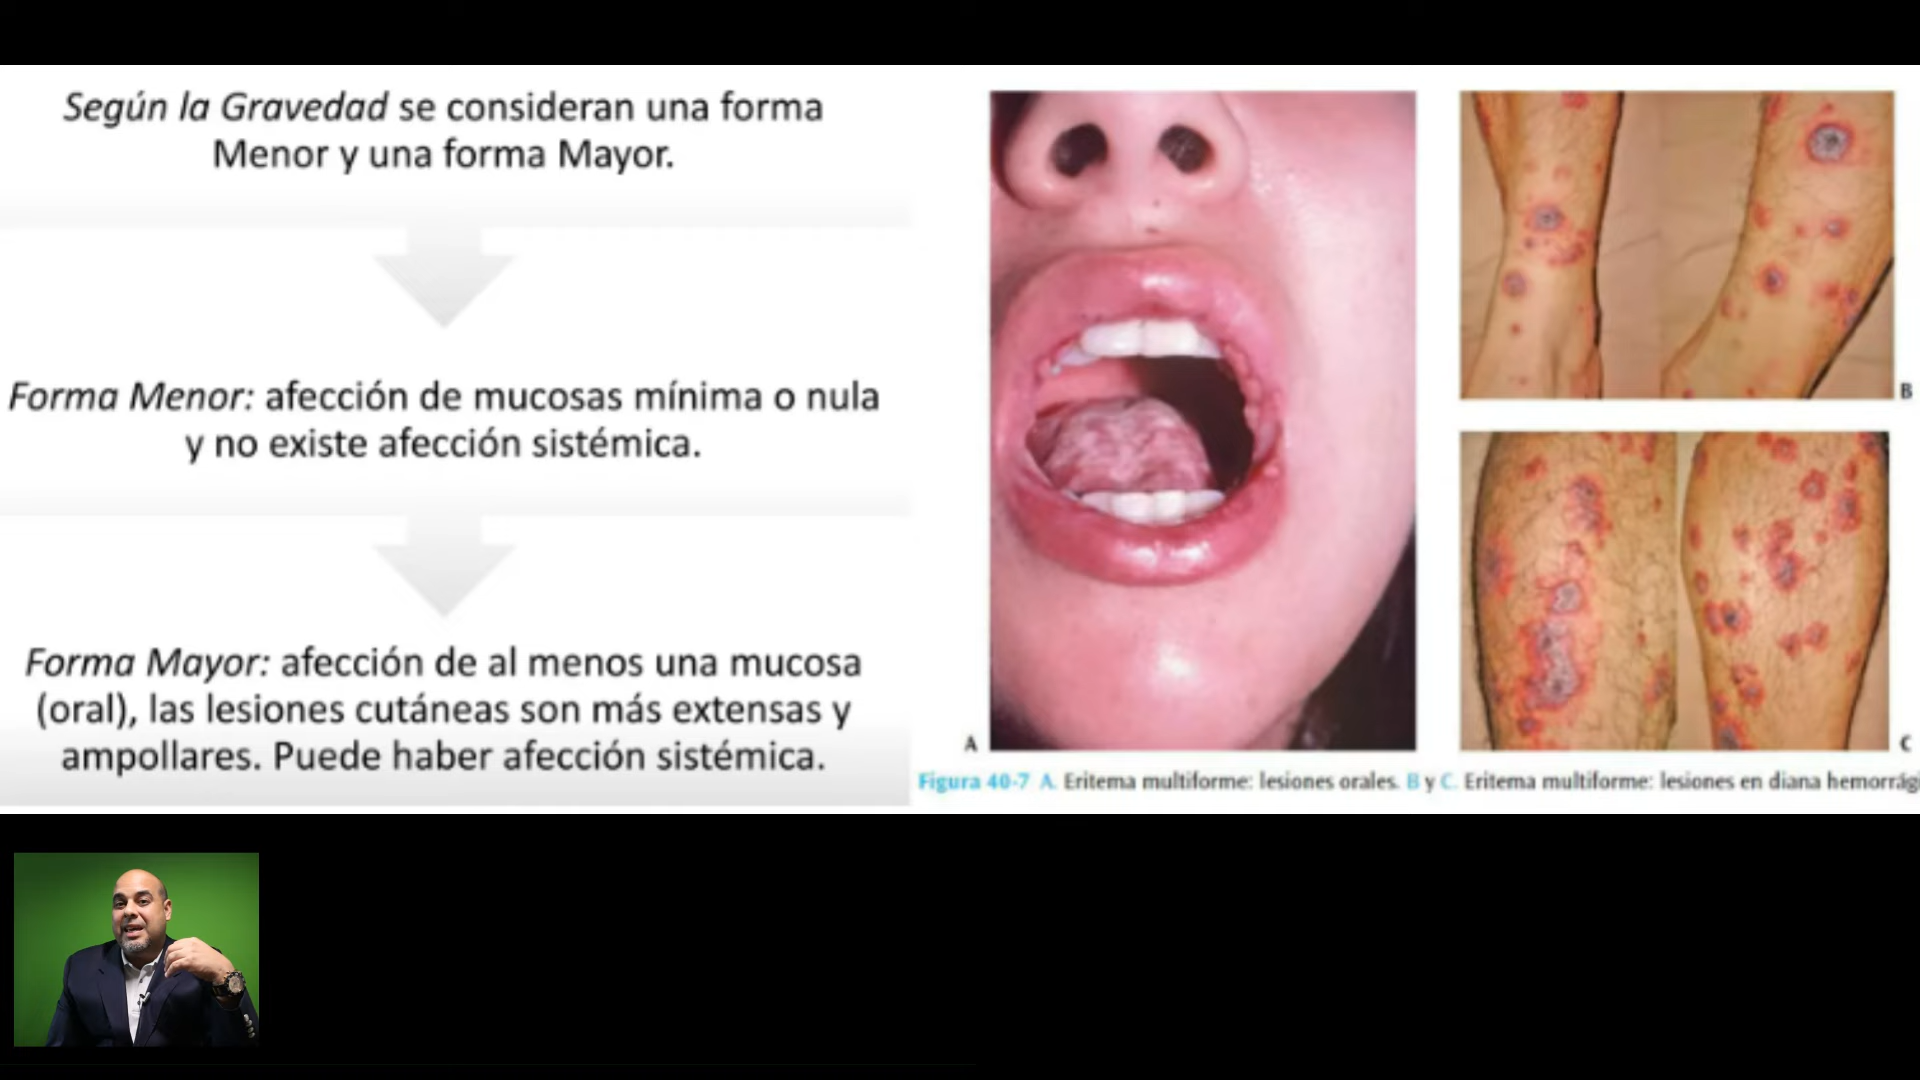 Según la Gravedad se consideran una forma
Menor y una forma Mayor.
Forma Menor: afección de mucosas mínima o nula
y no existe afección sistémica.
Forma Mayor: afección de al menos una mucosa
(oral), las lesiones cutáneas son más extensas y
ampollares. Puede haber afección sistémica.
A
B
C
Figura 40-7 A. Eritema multiforme: lesiones orales. B y C. Eritema multiforme: lesiones en diana hemorrági